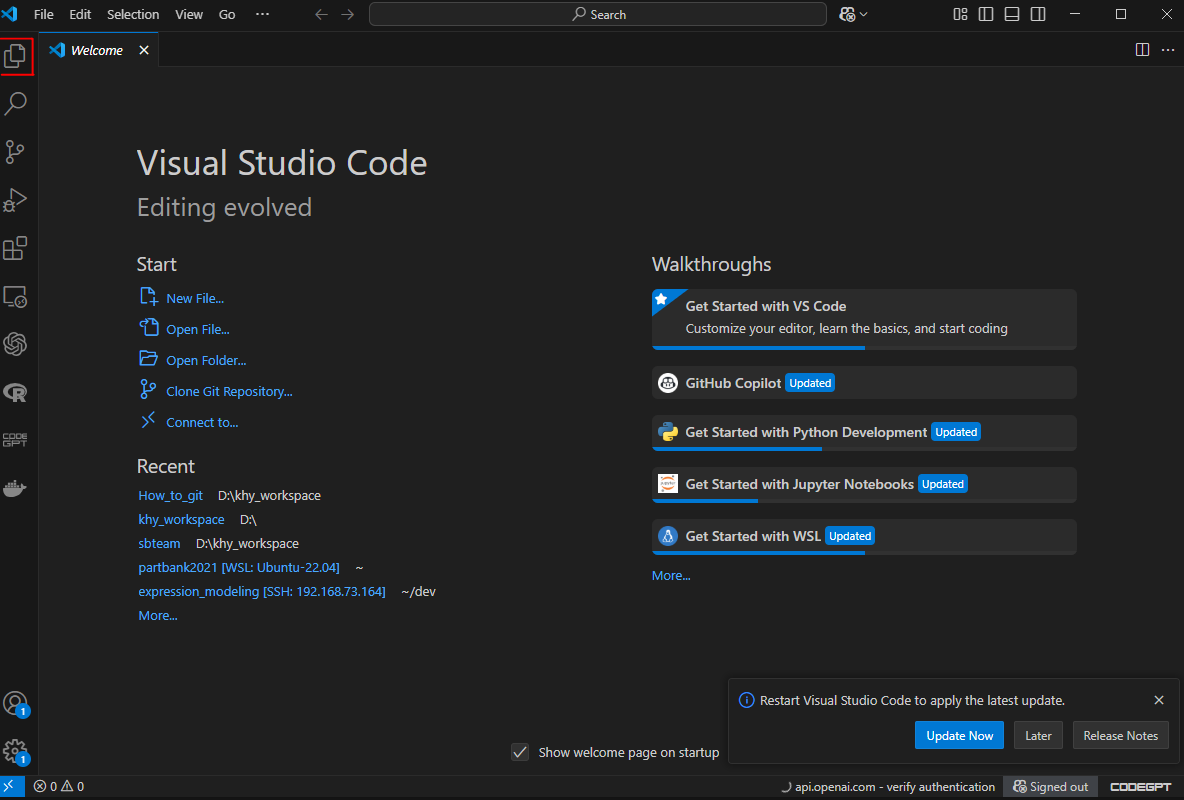 File Edit Selection View Go ··· Search
Welcome
Visual Studio Code
Editing evolved
Start
New File...
Open File...
Open Folder...
Clone Git Repository...
Connect to...
Recent
How_to_git D:\khy_workspace
khy_workspace D:\
sbteam D:\khy_workspace
partbank2021 [WSL: Ubuntu-22.04] ~
expression_modeling [SSH: 192.168.73.164] ~/dev
More...
Walkthroughs
Get Started with VS Code
Customize your editor, learn the basics, and start coding
GitHub Copilot Updated
Get Started with Python Development Updated
Get Started with Jupyter Notebooks Updated
Get Started with WSL Updated
More...
R
CODE
GPT
1
1
Restart Visual Studio Code to apply the latest update.
Update Now Later Release Notes
Show welcome page on startup
0 0 api.openai.com - verify authentication Signed out CODEGPT